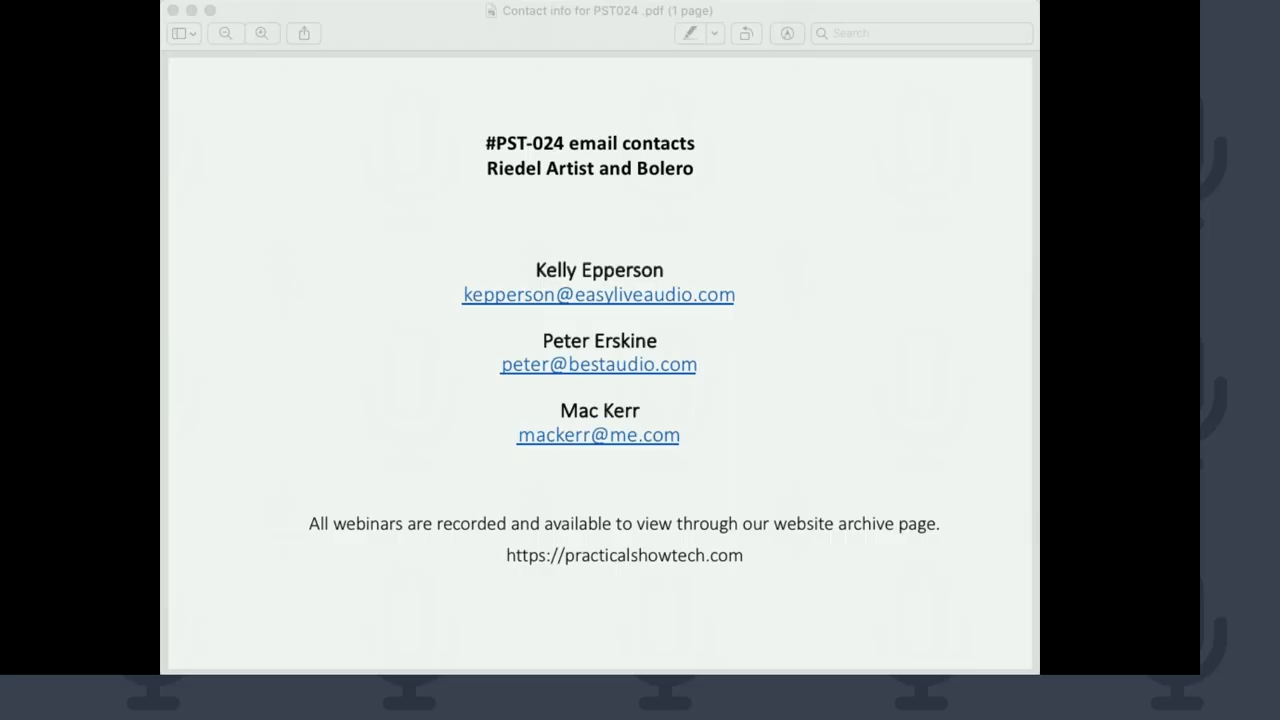 Contact info for PST024 .pdf (1 page)
Search
#PST-024 email contacts
Riedel Artist and Bolero
Kelly Epperson
kepperson@easyliveaudio.com
Peter Erskine
peter@bestaudio.com
Mac Kerr
mackerr@me.com
All webinars are recorded and available to view through our website archive page.
https://practicalshowtech.com